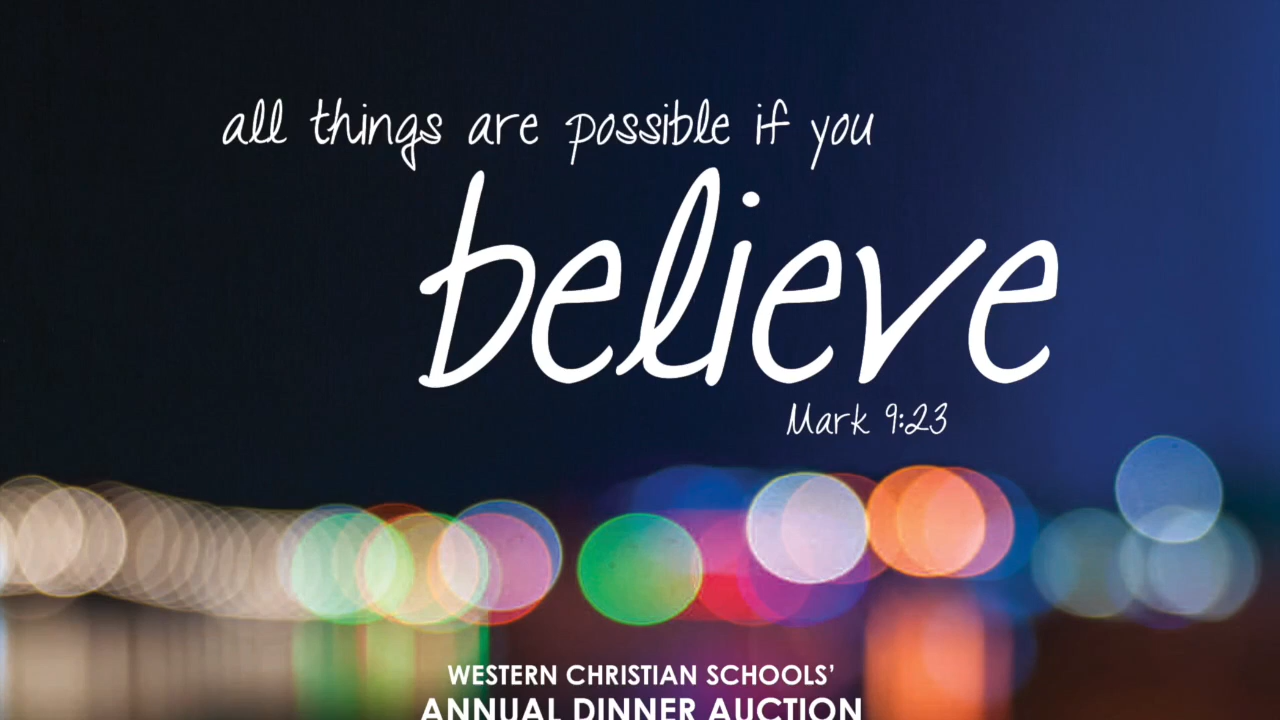 all things are possible if you
believe
Mark 9:23
WESTERN CHRISTIAN SCHOOLS’
ANNUAL DINNER AUCTION